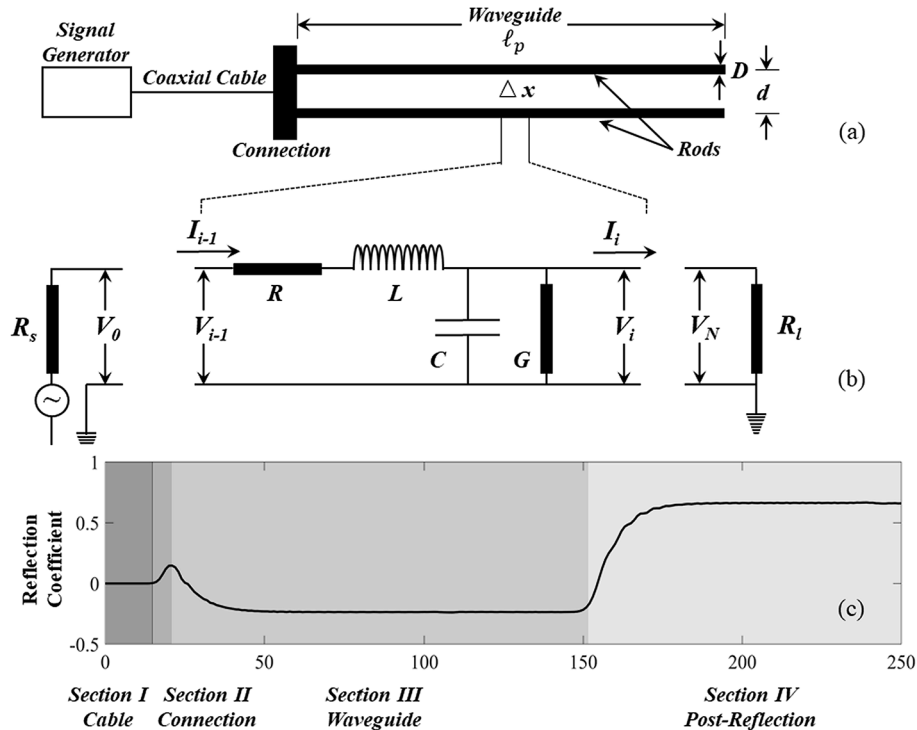 Signal
Generator
Coaxial Cable
Connection
Waveguide
ℓp
△ x
D
d
Rods
(a)
Ii-1
Ii
R
L
Rs
V0
Vi-1
C
G
Vi
VN
Rl
~
(b)
Reflection
Coefficient
1
0.5
0
-0.5
0
50
100
150
200
250
(c)
Section I
Cable
Section II
Connection
Section III
Waveguide
Section IV
Post-Reflection